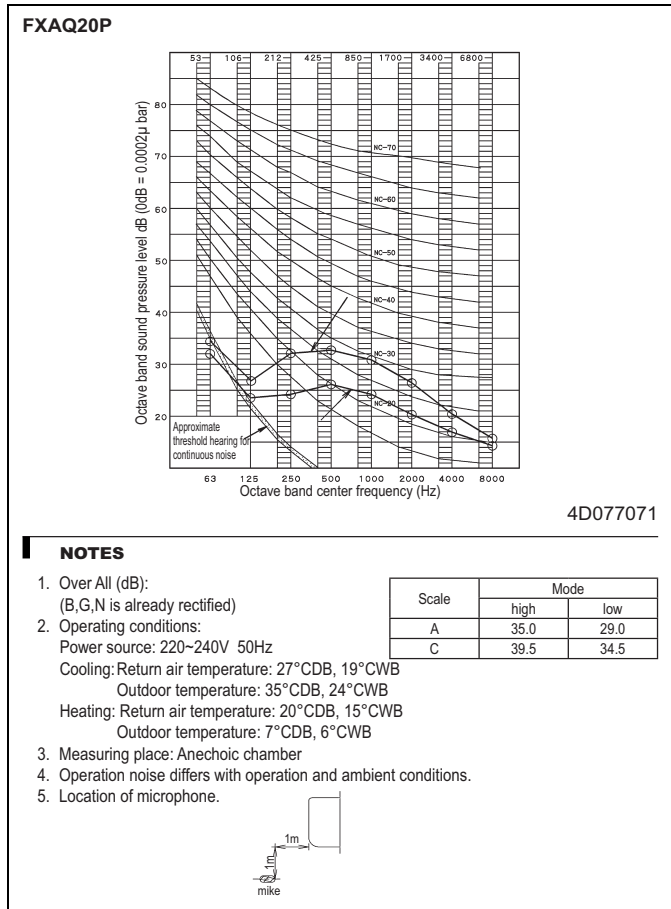 FXAQ20P
53 106 212 425 850 1700 3400 6800
80
70
60
50
40
30
20
Octave band sound pressure level dB (0dB = 0.0002µ bar)
NC-70
NC-60
NC-50
NC-40
NC-30
NC-20
Approximate
threshold hearing for
continuous noise
63 125 250 500 1000 2000 4000 8000
Octave band center frequency (Hz)
4D077071
NOTES
1. Over All (dB):
(B,G,N is already rectified)
Scale Mode
high low
A 35.0 29.0
C 39.5 34.5
2. Operating conditions:
Power source: 220~240V 50Hz
Cooling: Return air temperature: 27°CDB, 19°CWB
Outdoor temperature: 35°CDB, 24°CWB
Heating: Return air temperature: 20°CDB, 15°CWB
Outdoor temperature: 7°CDB, 6°CWB
3. Measuring place: Anechoic chamber
4. Operation noise differs with operation and ambient conditions.
5. Location of microphone.
1m
1m
mike